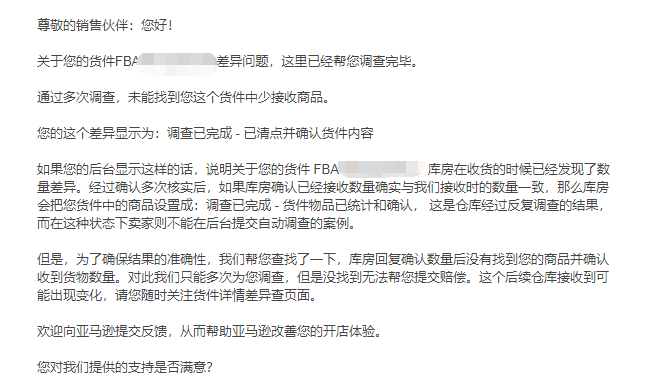 尊敬的销售伙伴：您好！
关于您的货件FBA差异问题，这里已经帮您调查完毕。
通过多次调查，未能找到您这个货件中少接收商品。
您的这个差异显示为：调查已完成 - 已清点并确认货件内容
如果您的后台显示这样的话，说明关于您的货件 FBA 库房在收货的时候已经发现了数
量差异。经过确认多次核实后，如果库房确认已经接收数量确实与我们接收时的数量一致，那么库房
会把您货件中的商品设置成：调查已完成 - 货件物品已统计和确认， 这是仓库经过反复调查的结果，
而在这种状态下卖家则不能在后台提交自动调查的案例。
但是，为了确保结果的准确性，我们帮您查找了一下，库房回复确认数量后没有找到您的商品并确认
收到货物数量。对此我们只能多次为您调查，但是没找到无法帮您提交赔偿。这个后续仓库接收到可
能出现变化，请您随时关注货件详情差异查页面。
欢迎向亚马逊提交反馈，从而帮助亚马逊改善您的开店体验。
您对我们提供的支持是否满意？